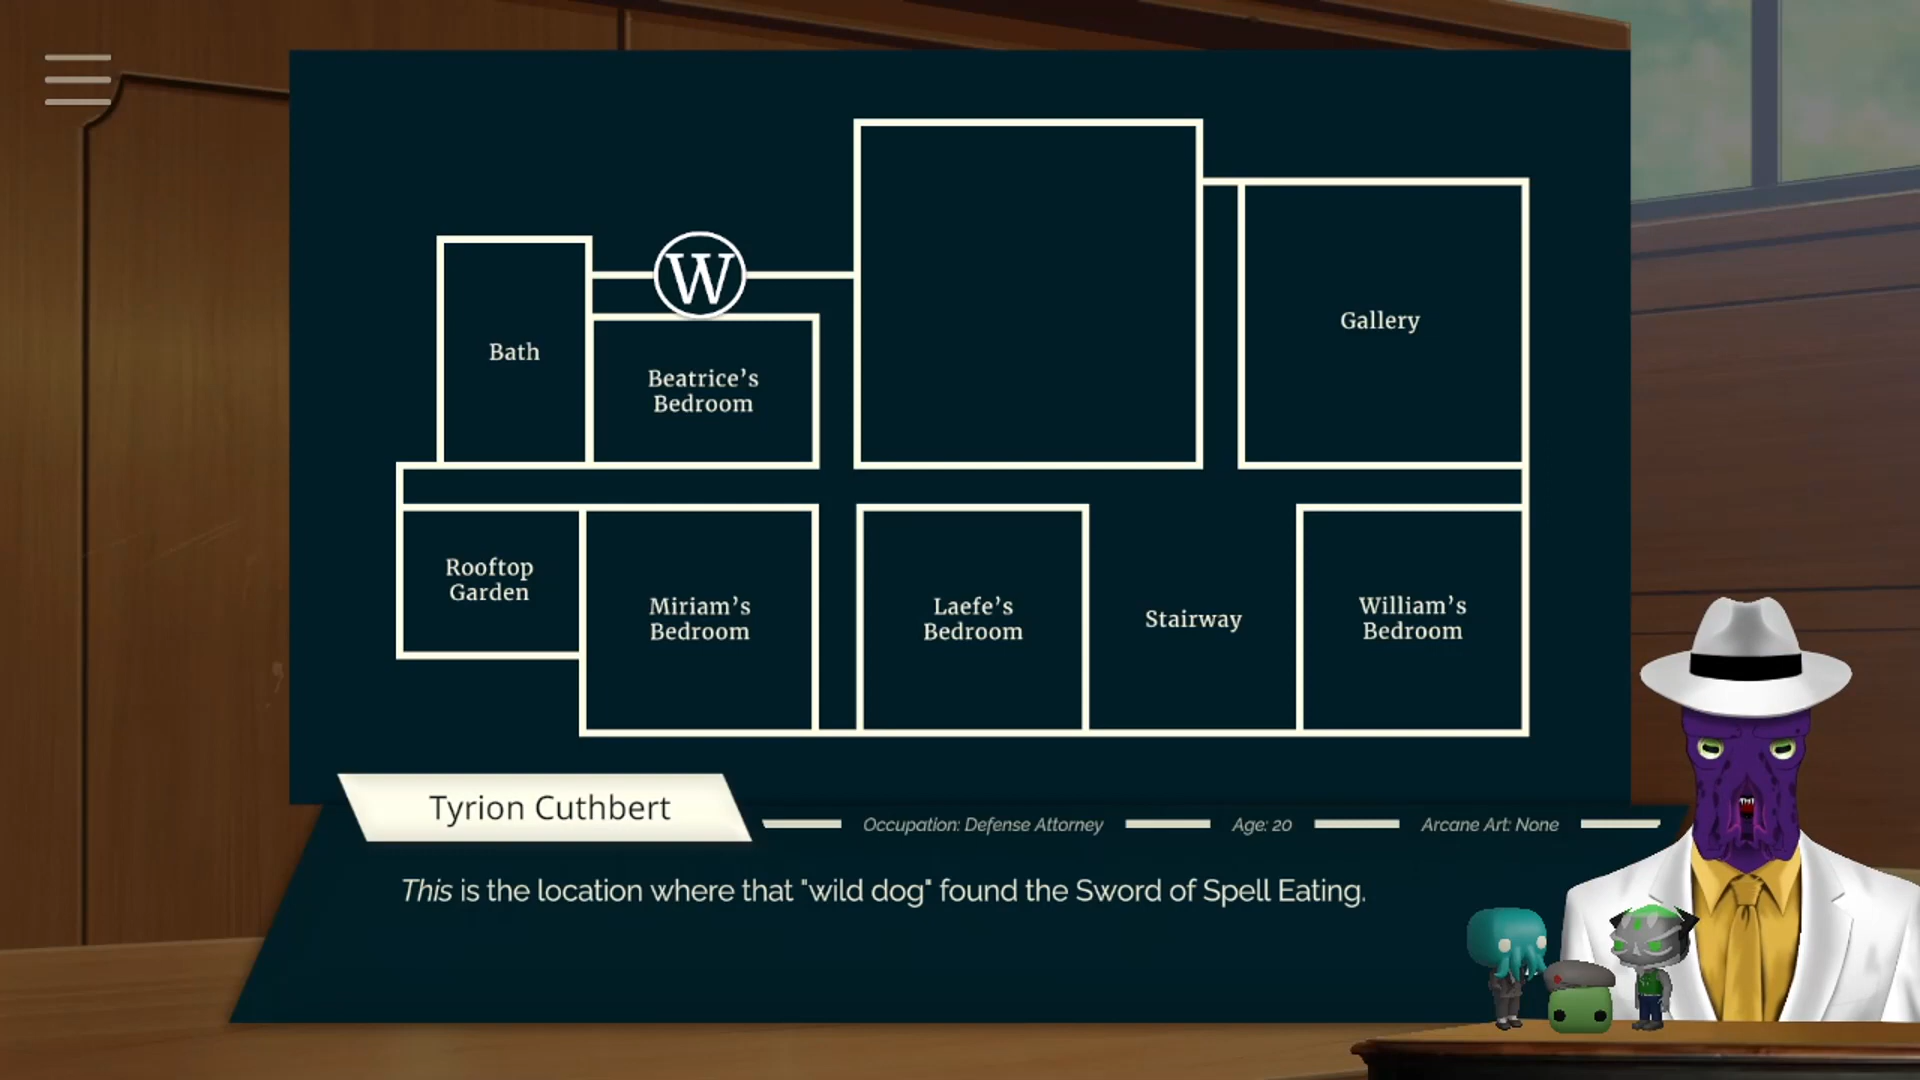 W
Gallery
Bath
Beatrice's
Bedroom
Rooftop
Garden
Miriam's
Bedroom
Laefe's
Bedroom
Stairway
William's
Bedroom
Tyrion Cuthbert
Occupation: Defense Attorney
Age: 20
Arcane Art: None
This is the location where that "wild dog" found the Sword of Spell Eating.